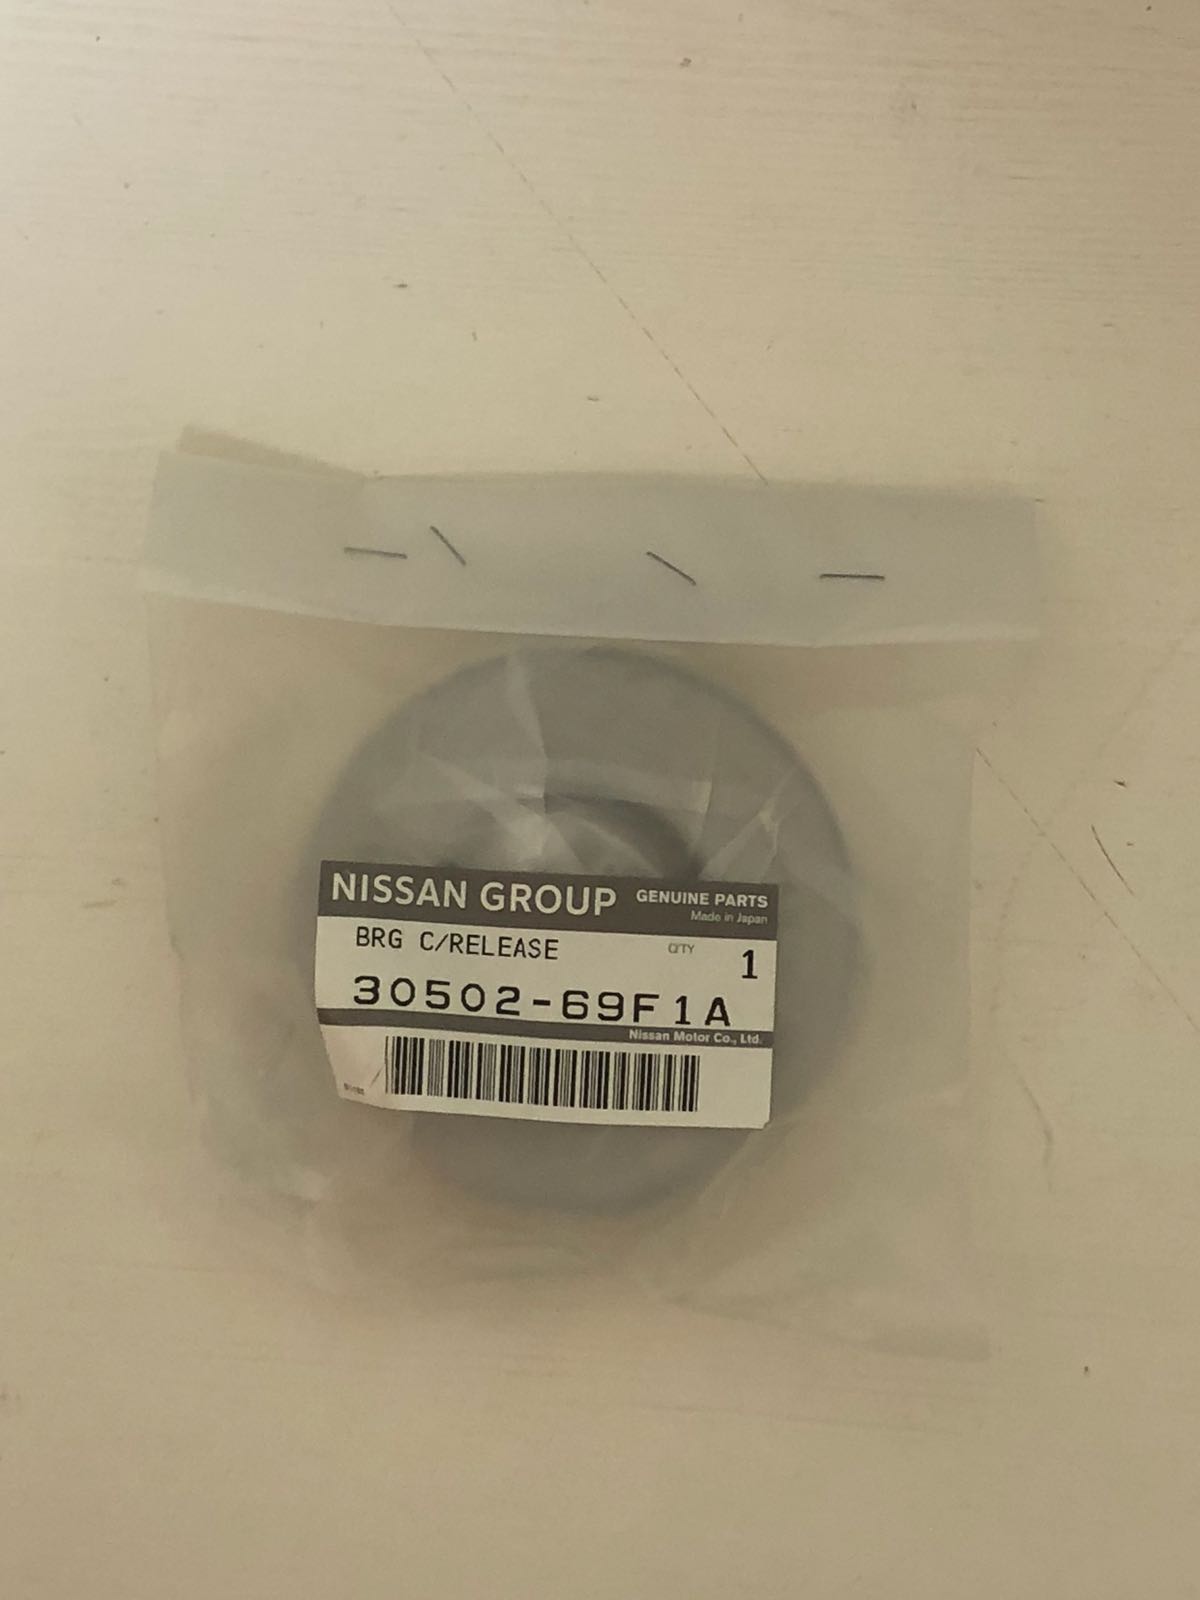 NISSAN GROUP GENUINE PARTS
Made in Japan
BRG C/RELEASE Q'TY 1
30502-69F1A
Nissan Motor Co., Ltd.